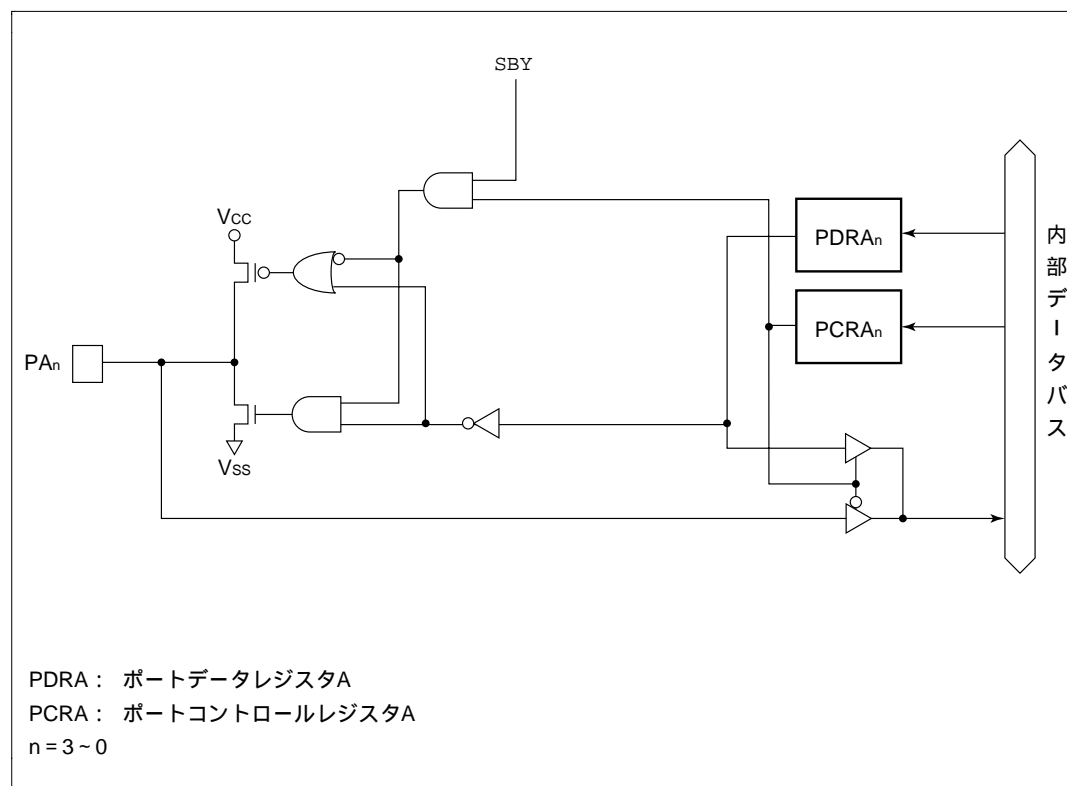 SBY
VCC
PDRAn
PCRAn
内部データバス
PAn
VSS
PDRA： ポートデータレジスタA
PCRA： ポートコントロールレジスタA
n = 3 ~ 0